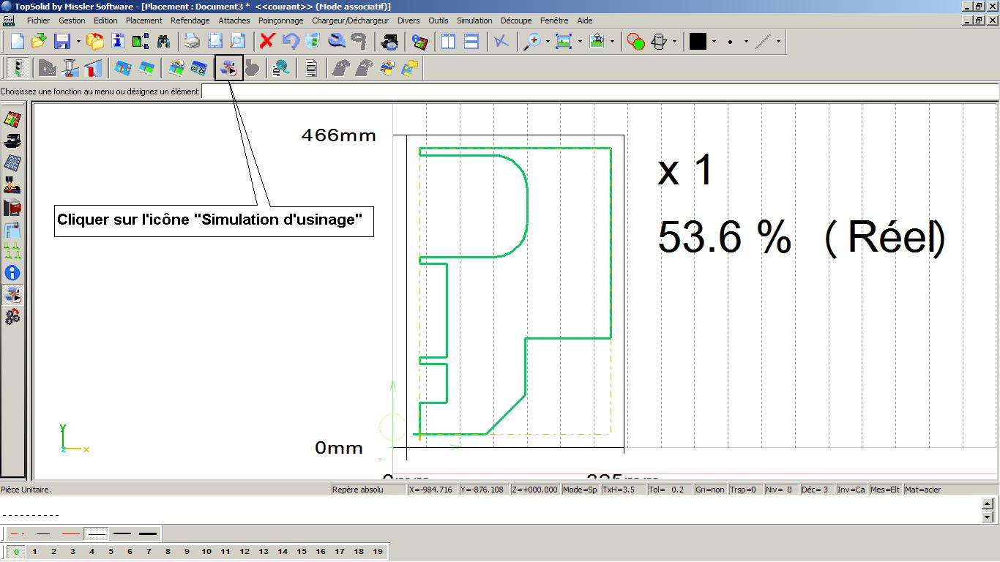 TopSolid by Missler Software - [Placement : Document3 * <<courant>> (Mode associatif)]
Fichier Gestion Edition Placement Refendage Attaches Poinçonnage Chargeur/Déchargeur Divers Outils Simulation Découpe Fenêtre Aide
Choisissez une fonction au menu ou désignez un élément:
466mm
x 1
Cliquer sur l'icône "Simulation d'usinage"
53.6 % ( Réel)
y
z x
0mm
0mm 325mm
Pièce Unitaire. Repère absolu X=-984.716 Y=-876.108 Z=+000.000 Mode=Sp TxH=3.5 Tol= 0.2 Gri=non Trsp=0 Niv= 0 Déc= 3 Inv=Ca Mes=Elt Mat=acier
----------
0 1 2 3 4 5 6 7 8 9 10 11 12 13 14 15 16 17 18 19